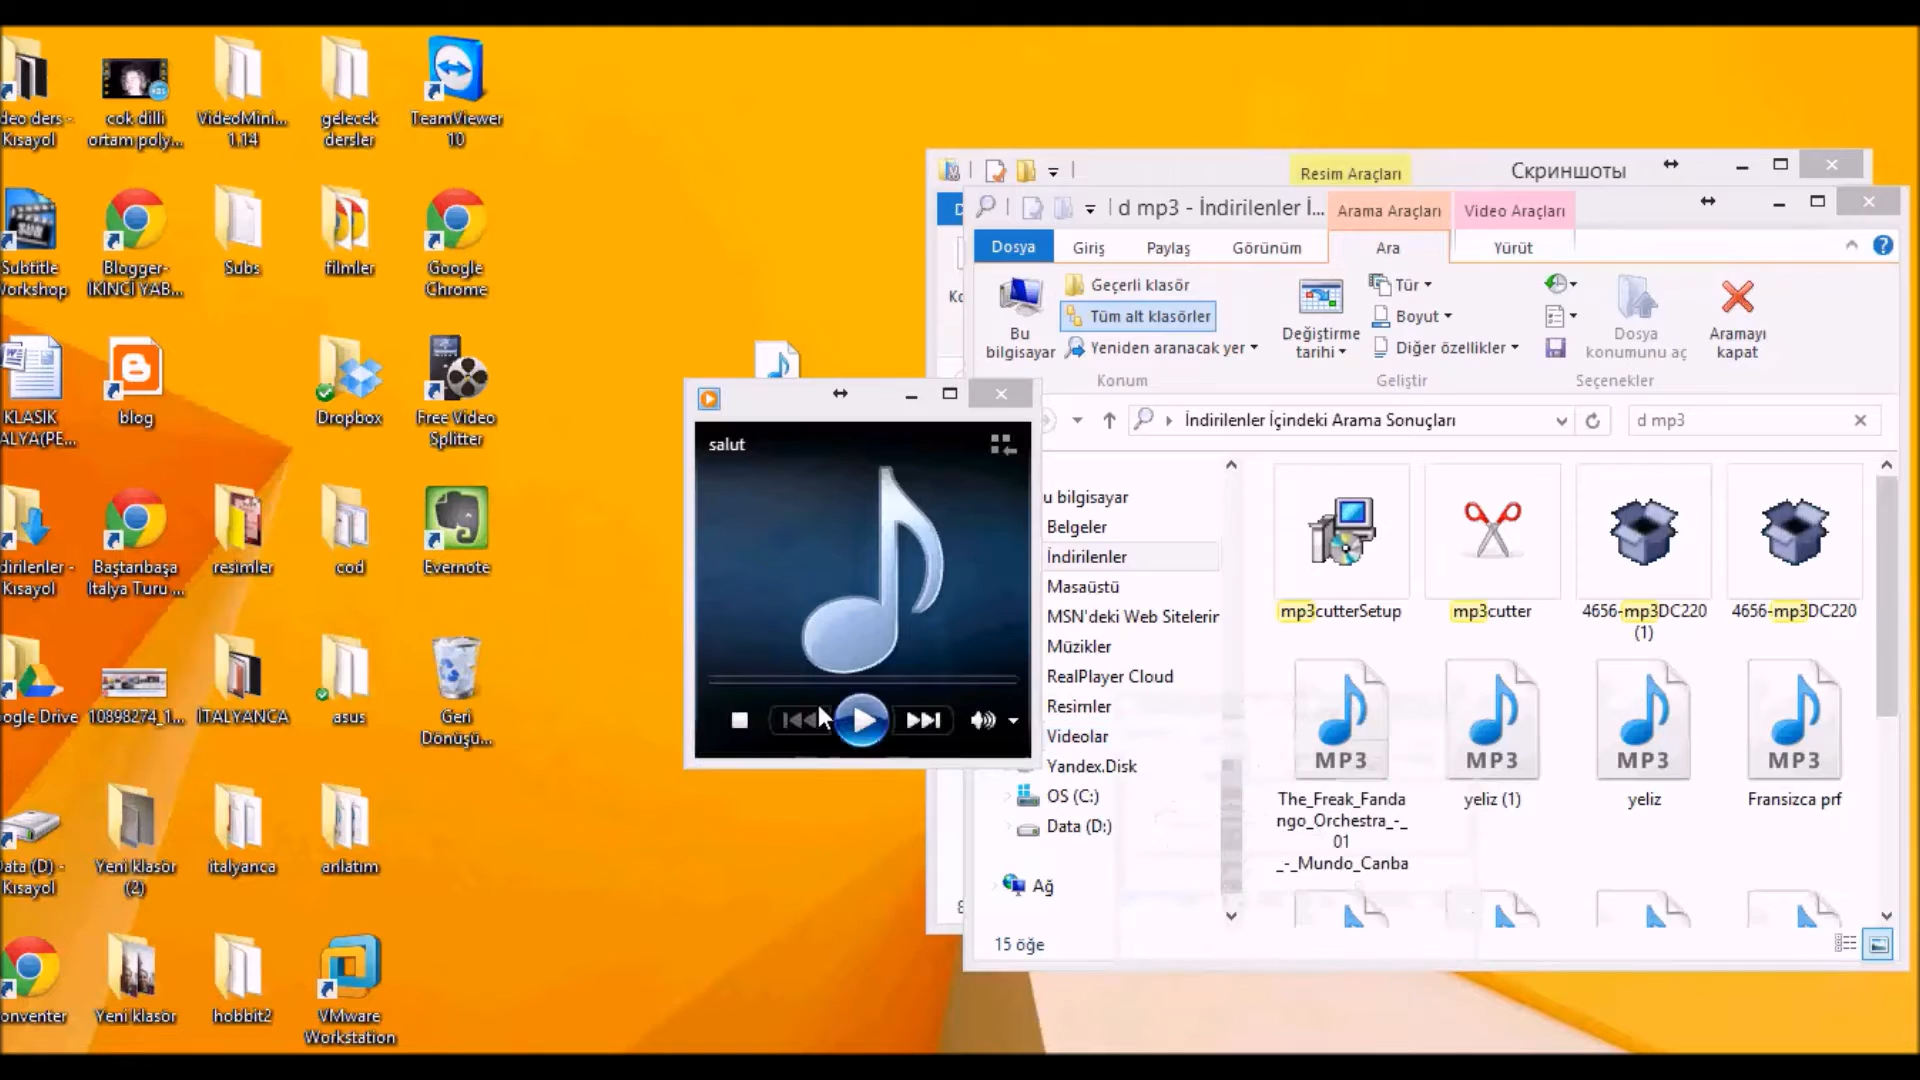 deo ders -
Kısayol
cok dilli
ortam poly...
VideoMini...
1.14
gelecek
dersler
TeamViewer
10
Subtitle
Workshop
Blogger-
İKİNCİ YAB...
Subs
filmler
Google
Chrome
KLASIK
ALYA(PE...
blog
Dropbox
Free Video
Splitter
dirilenler -
Kısayol
Baştanbaşa
İtalya Turu ...
resimler
cod
Evernote
ogle Drive
10898274_1...
İTALYANCA
asus
Geri
Dönüşü...
ata (D) -
Kısayol
Yeni klasör
(2)
italyanca
anlatım
onventer
Yeni klasör
hobbit2
VMware
Workstation
Resim Araçları
Скриншоты
d mp3 - İndirilenler İ...
Arama Araçları
Video Araçları
Dosya
Giriş
Paylaş
Görünüm
Ara
Yürüt
Bu
bilgisayar
Geçerli klasör
Tüm alt klasörler
Yeniden aranacak yer
Konum
Değiştirme
tarihi
Tür
Boyut
Diğer özellikler
Geliştir
Dosya
konumunu aç
Aramayı
kapat
Seçenekler
İndirilenler İçindeki Arama Sonuçları
d mp3
salut
u bilgisayar
Belgeler
İndirilenler
Masaüstü
MSN'deki Web Sitelerir
Müzikler
RealPlayer Cloud
Resimler
Videolar
Yandex.Disk
OS (C:)
Data (D:)
Ağ
15 öğe
mp3cutterSetup
mp3cutter
4656-mp3DC220
(1)
4656-mp3DC220
MP3
The_Freak_Fanda
ngo_Orchestra_-_
01
_-_Mundo_Canba
MP3
yeliz (1)
MP3
yeliz
MP3
Fransizca prf